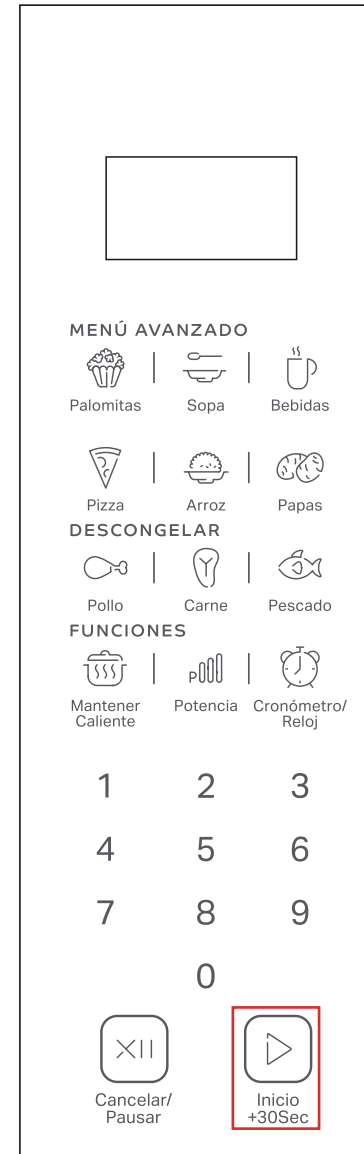 MENÚ AVANZADO
Palomitas Sopa Bebidas
Pizza Arroz Papas
DESCONGELAR
Pollo Carne Pescado
FUNCIONES
P
Mantener Caliente Potencia Cronómetro/ Reloj
1 2 3
4 5 6
7 8 9
0
Cancelar/ Pausar Inicio +30Sec